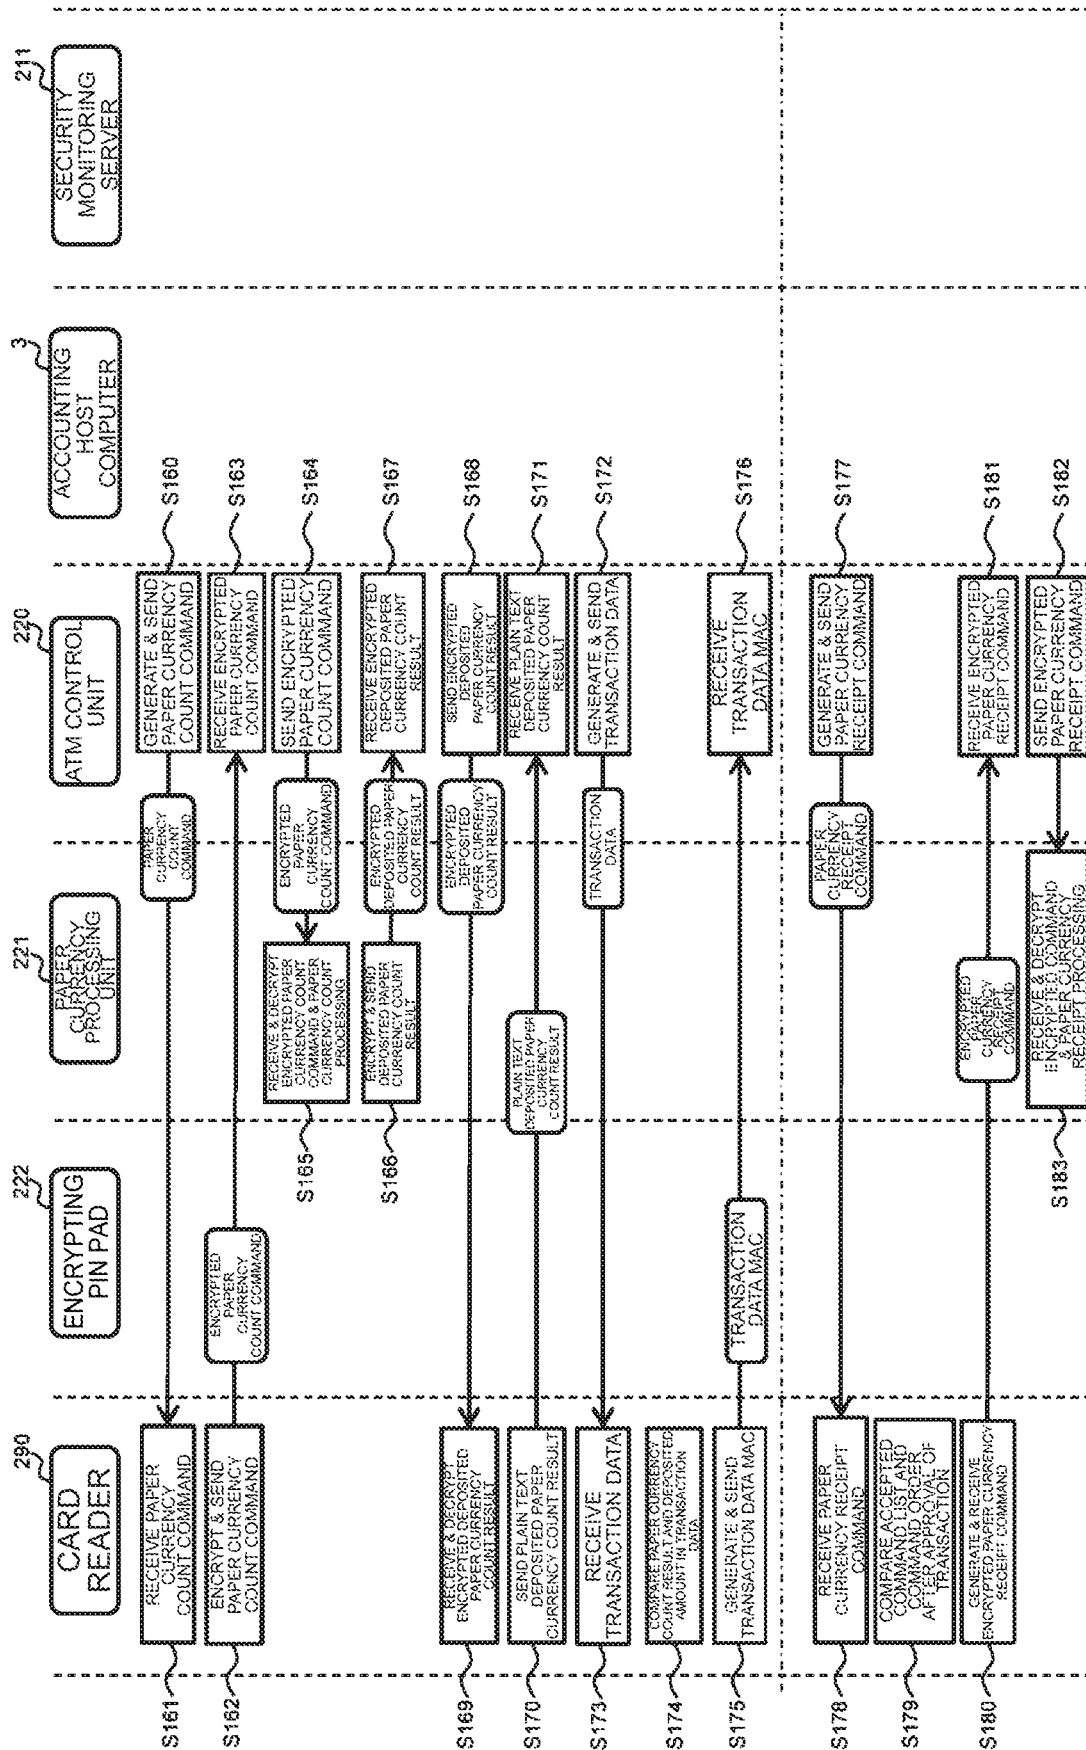 290
CARD
READER
222
ENCRYPTING
PIN PAD
221
PAPER
CURRENCY
PROCESSING
UNIT
220
ATM CONTROL
UNIT
3
ACCOUNTING
HOST
COMPUTER
211
SECURITY
MONITORING
SERVER
GENERATE & SEND
PAPER CURRENCY
COUNT COMMAND
S160
PAPER
CURRENCY
COUNT
COMMAND
S161
RECEIVE PAPER
CURRENCY
COUNT COMMAND
S162
ENCRYPT & SEND
PAPER CURRENCY
COUNT COMMAND
ENCRYPTED
PAPER
CURRENCY
COUNT COMMAND
RECEIVE ENCRYPTED
PAPER CURRENCY
COUNT COMMAND
S163
SEND ENCRYPTED
PAPER CURRENCY
COUNT COMMAND
S164
ENCRYPTED
PAPER
CURRENCY
COUNT COMMAND
S165
RECEIVE & DECRYPT
ENCRYPTED PAPER
CURRENCY COUNT
COMMAND & PAPER
CURRENCY COUNT
PROCESSING
S166
ENCRYPT & SEND
DEPOSITED PAPER
CURRENCY COUNT
RESULT
ENCRYPTED
DEPOSITED PAPER
CURRENCY
COUNT RESULT
RECEIVE ENCRYPTED
DEPOSITED PAPER
CURRENCY COUNT
RESULT
S167
SEND ENCRYPTED
DEPOSITED
PAPER CURRENCY
COUNT RESULT
S168
ENCRYPTED
DEPOSITED
PAPER CURRENCY
COUNT RESULT
S169
RECEIVE & DECRYPT
ENCRYPTED DEPOSITED
PAPER CURRENCY
COUNT RESULT
S170
SEND PLAIN TEXT
DEPOSITED PAPER
CURRENCY COUNT RESULT
PLAIN TEXT
DEPOSITED PAPER
CURRENCY
COUNT RESULT
RECEIVE PLAIN TEXT
DEPOSITED PAPER
CURRENCY COUNT
RESULT
S171
GENERATE & SEND
TRANSACTION DATA
S172
TRANSACTION
DATA
S173
RECEIVE
TRANSACTION DATA
S174
COMPARE PAPER CURRENCY
COUNT RESULT AND DEPOSITED
AMOUNT IN TRANSACTION
DATA
S175
GENERATE & SEND
TRANSACTION DATA MAC
TRANSACTION
DATA MAC
RECEIVE
TRANSACTION
DATA MAC
S176
GENERATE & SEND
PAPER CURRENCY
RECEIPT COMMAND
S177
PAPER
CURRENCY
RECEIPT
COMMAND
S178
RECEIVE PAPER
CURRENCY RECEIPT
COMMAND
S179
COMPARE ACCEPTED
COMMAND LIST AND
COMMAND ORDER
AFTER APPROVAL OF
TRANSACTION
S180
GENERATE & RECEIVE
ENCRYPTED PAPER CURRENCY
RECEIPT COMMAND
ENCRYPTED
PAPER
CURRENCY
RECEIPT
COMMAND
RECEIVE ENCRYPTED
PAPER CURRENCY
RECEIPT COMMAND
S181
SEND ENCRYPTED
PAPER CURRENCY
RECEIPT COMMAND
S182
S183
RECEIVE & DECRYPT
ENCRYPTED COMMAND
& PAPER CURRENCY
RECEIPT PROCESSING